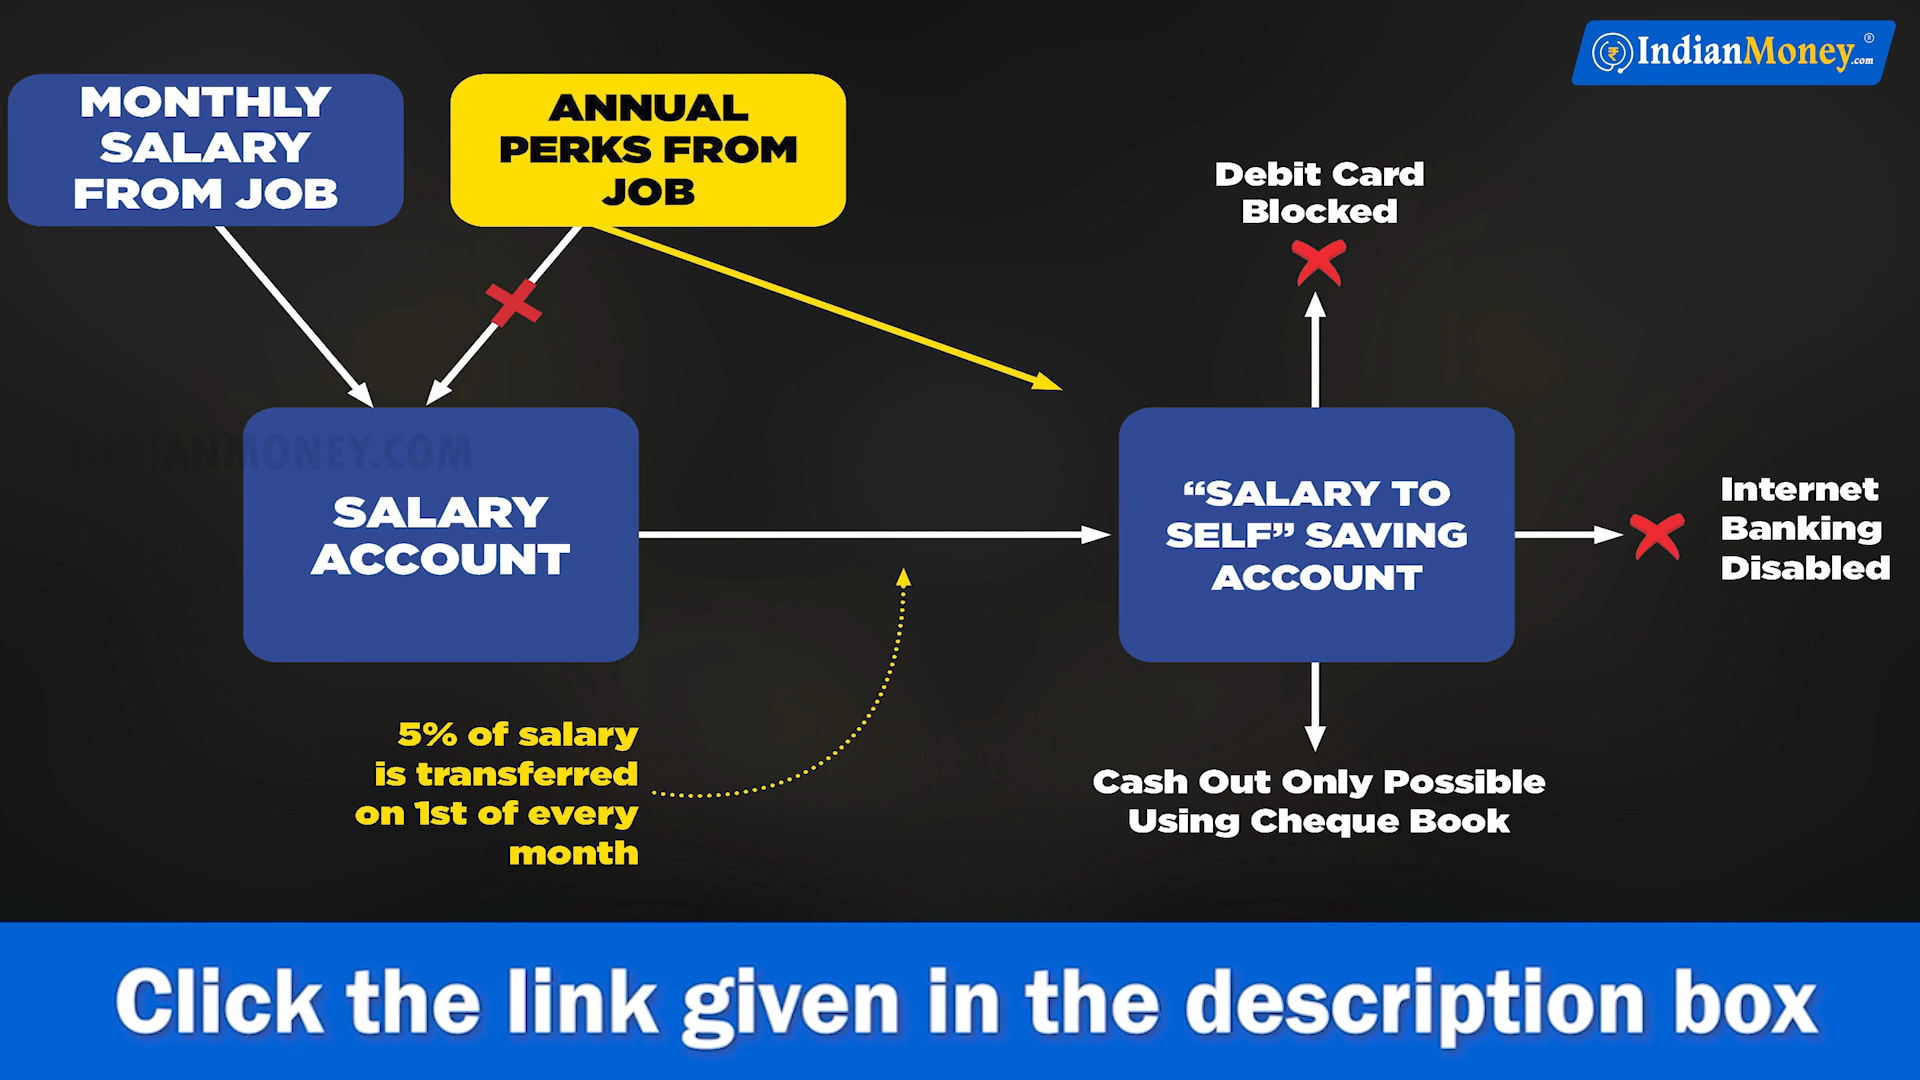 IndianMoney.com®
MONTHLY
SALARY
FROM JOB
ANNUAL
PERKS FROM
JOB
Debit Card
Blocked
INDIANMONEY.COM
SALARY
ACCOUNT
“SALARY TO
SELF” SAVING
ACCOUNT
Internet
Banking
Disabled
5% of salary
is transferred
on 1st of every
month
Cash Out Only Possible
Using Cheque Book
Click the link given in the description box